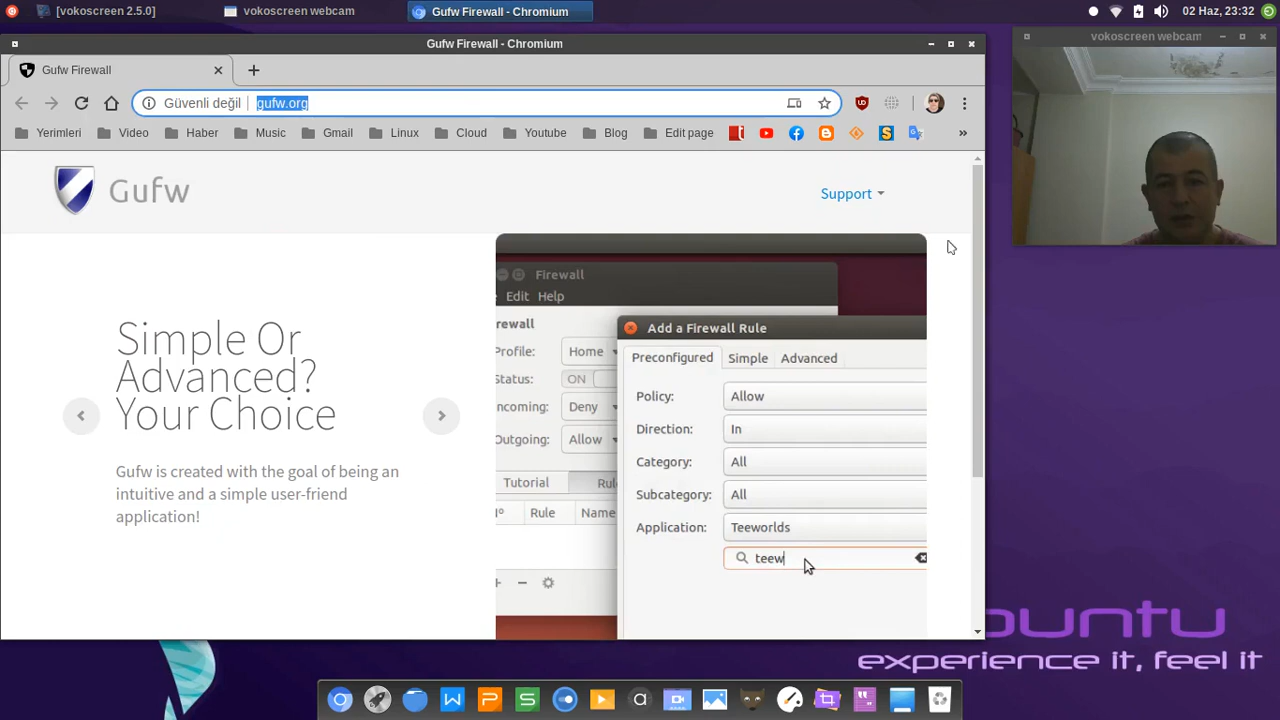 [vokoscreen 2.5.0]
vokoscreen webcam
Gufw Firewall - Chromium
02 Haz, 23:32
Gufw Firewall - Chromium
vokoscreen webcam
Gufw Firewall
Güvenli değil
gufw.org
Yerimleri
Video
Haber
Music
Gmail
Linux
Cloud
Youtube
Blog
Edit page
»
Gufw
Support
Simple Or
Advanced?
Your Choice
Gufw is created with the goal of being an
intuitive and a simple user-friend
application!
Firewall
Edit Help
Profile: Home
ON
Deny
Allow
Tutorial
Rule Name
Add a Firewall Rule
Preconfigured Simple Advanced
Policy: Allow
Direction: In
Category: All
Subcategory: All
Application: Teeworlds
teew
experience it, feel it